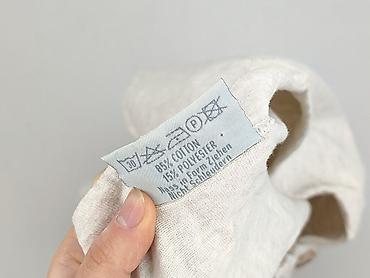 30 P
85% COTTON
15% POLYESTER
Nass in Form Ziehen
Nicht Schleudern